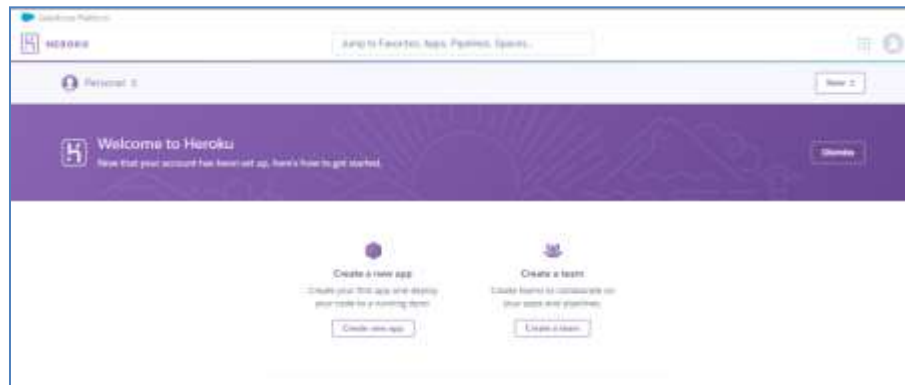 Salesforce Platform
HEROKU
Jump to Favorites, Apps, Pipelines, Spaces...
Personal
New
Welcome to Heroku
Now that your account has been set up, here's how to get started.
Dismiss
Create a new app
Create your first app and deploy
your code to a running dyno.
Create new app
Create a team
Create teams to collaborate on
your apps and pipelines.
Create a team